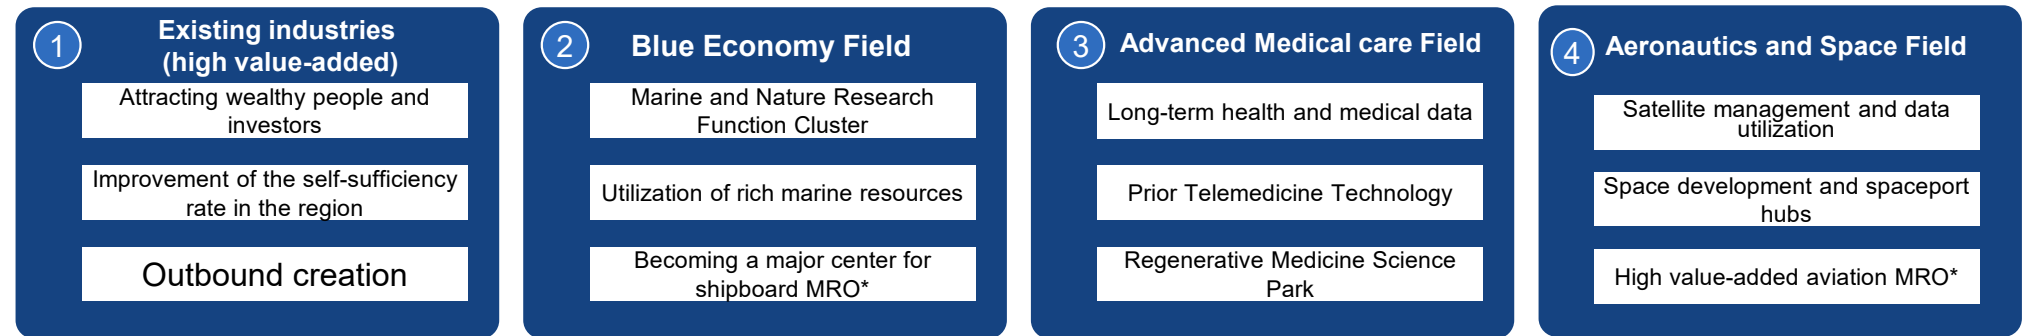 1
Existing industries
(high value-added)
Attracting wealthy people and
investors
Improvement of the self-sufficiency
rate in the region
Outbound creation
2
Blue Economy Field
Marine and Nature Research
Function Cluster
Utilization of rich marine resources
Becoming a major center for
shipboard MRO*
3
Advanced Medical care Field
Long-term health and medical data
Prior Telemedicine Technology
Regenerative Medicine Science
Park
4
Aeronautics and Space Field
Satellite management and data
utilization
Space development and spaceport
hubs
High value-added aviation MRO*